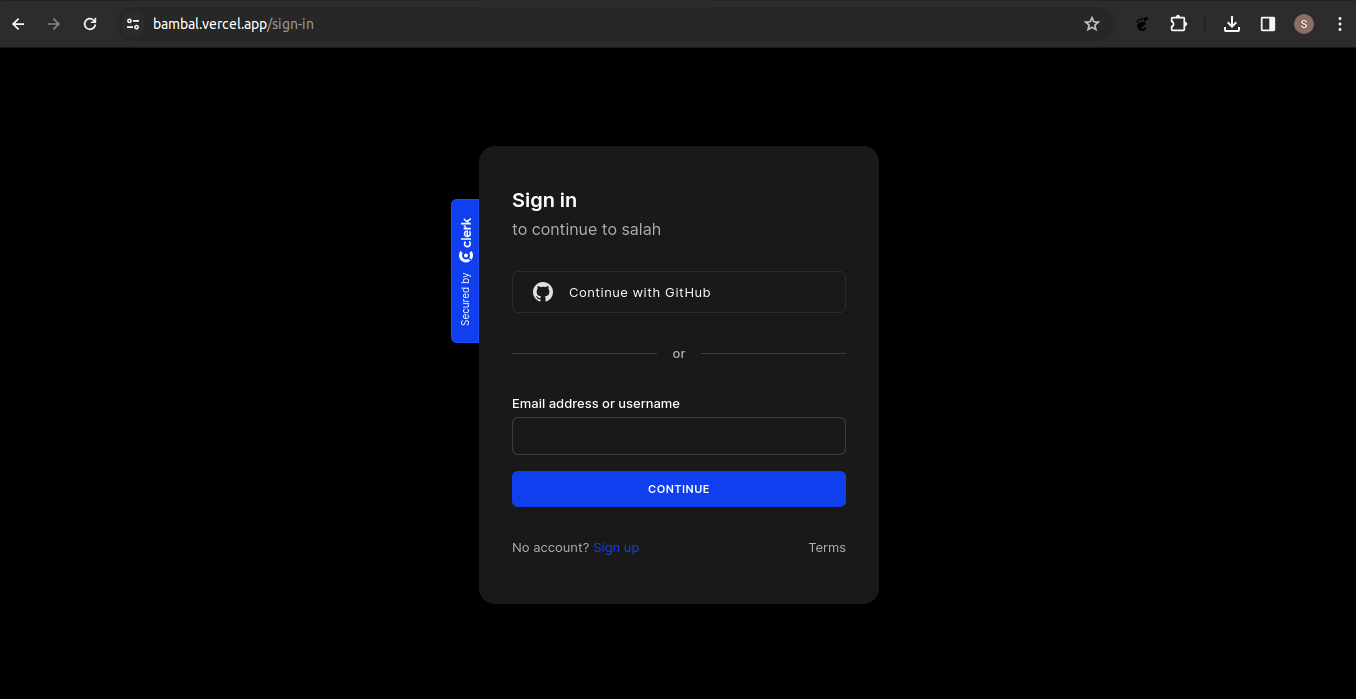 bambal.vercel.app/sign-in
S
Sign in
to continue to salah
Secured by clerk
Continue with GitHub
or
Email address or username
CONTINUE
No account? Sign up
Terms